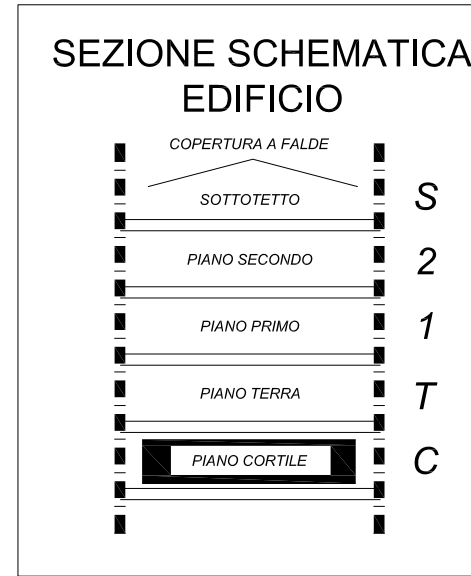 SEZIONE SCHEMATICA
EDIFICIO
COPERTURA A FALDE
SOTTOTETTO S
PIANO SECONDO 2
PIANO PRIMO 1
PIANO TERRA T
PIANO CORTILE C